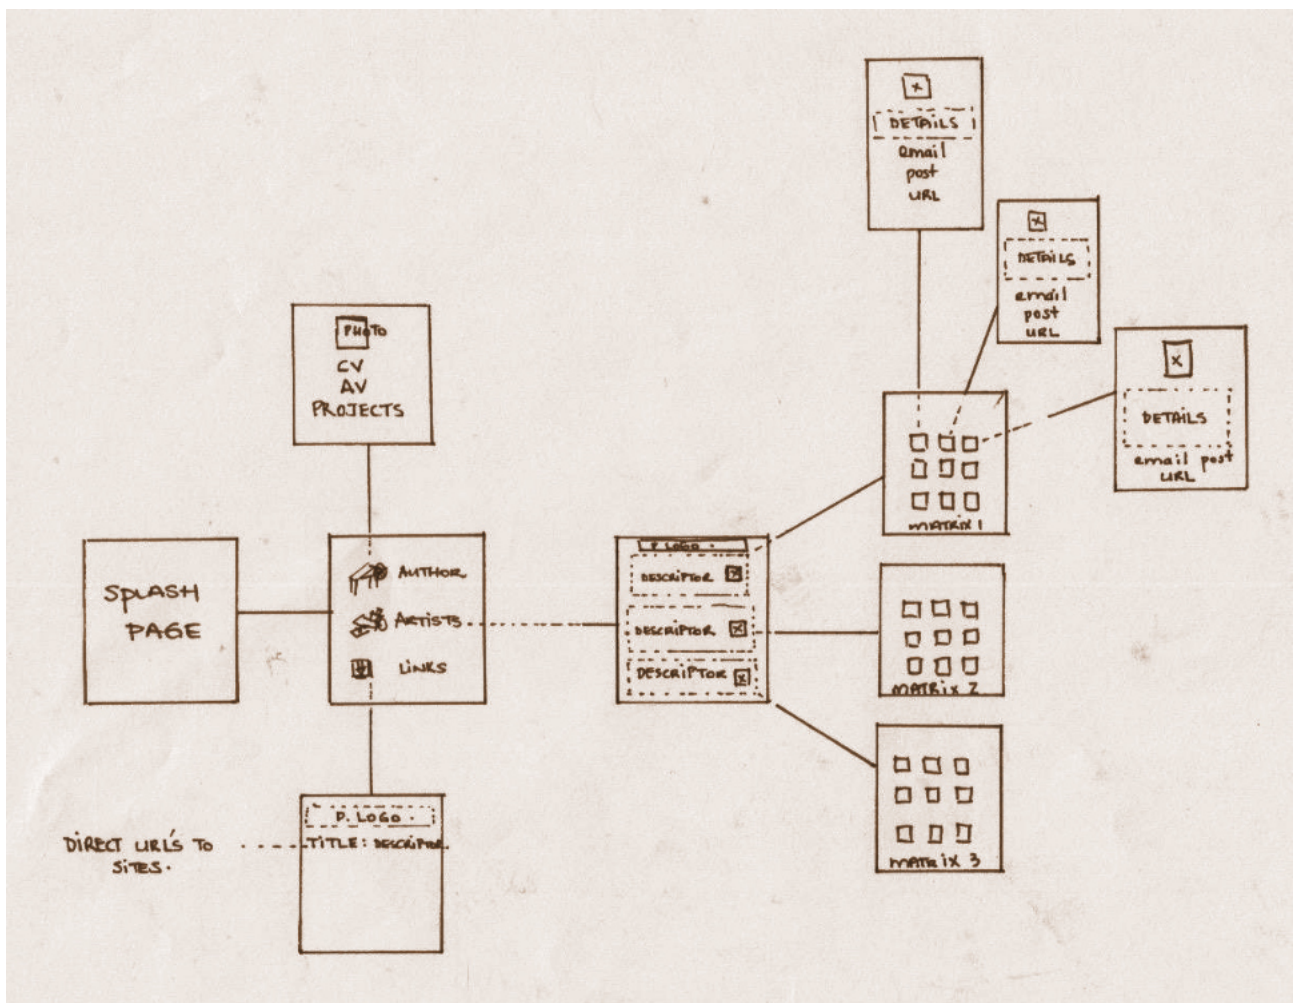 DETAILS
email
post
URL
DETAILS
email
post
URL
DETAILS
email post
URL
PHOTO
CV
AV
PROJECTS
SPLASH
PAGE
AUTHOR
ARTISTS
LINKS
P. LOGO
DESCRIPTOR
DESCRIPTOR
DESCRIPTOR
MATRIX 1
MATRIX 2
MATRIX 3
P. LOGO
TITLE: DESCRIPTOR
DIRECT URL'S TO
SITES.